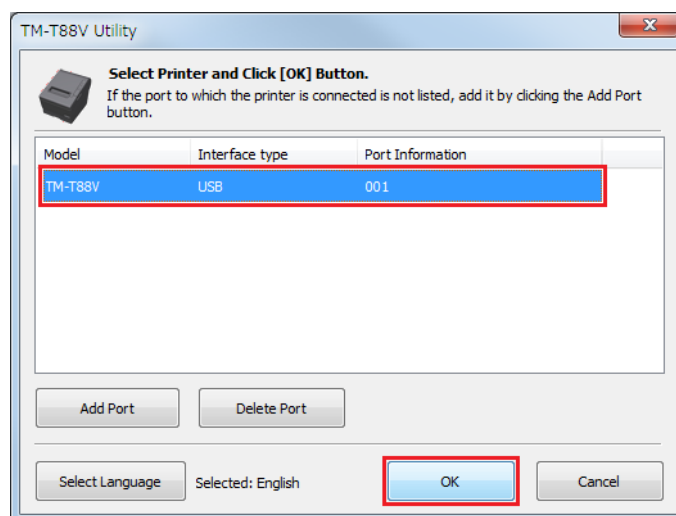 TM-T88V Utility
Select Printer and Click [OK] Button.
If the port to which the printer is connected is not listed, add it by clicking the Add Port
button.
Model Interface type Port Information
TM-T88V USB 001
Add Port Delete Port
Select Language Selected: English OK Cancel